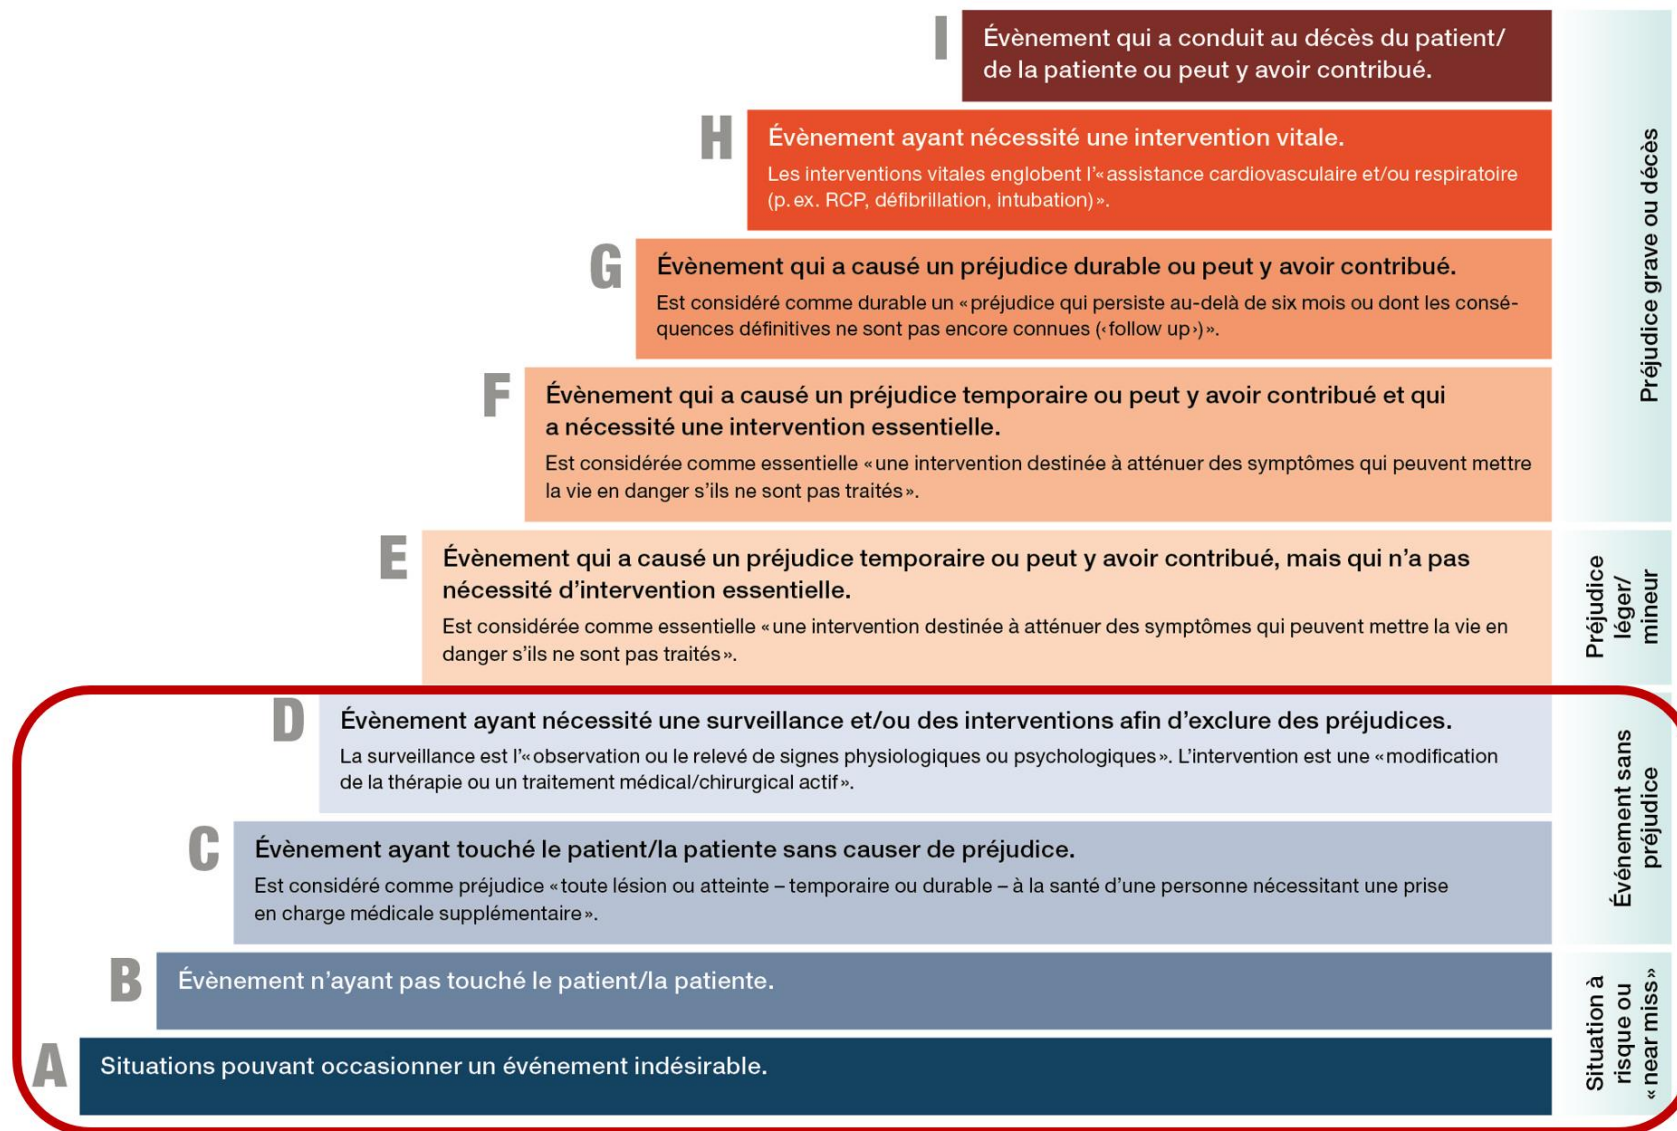 I
Évènement qui a conduit au décès du patient/
de la patiente ou peut y avoir contribué.
H
Évènement ayant nécessité une intervention vitale.
Les interventions vitales englobent l’«assistance cardiovasculaire et/ou respiratoire
(p.ex. RCP, défibrillation, intubation)».
G
Évènement qui a causé un préjudice durable ou peut y avoir contribué.
Est considéré comme durable un «préjudice qui persiste au-delà de six mois ou dont les consé-
quences définitives ne sont pas encore connues (‹follow up›)».
F
Évènement qui a causé un préjudice temporaire ou peut y avoir contribué et qui
a nécessité une intervention essentielle.
Est considérée comme essentielle «une intervention destinée à atténuer des symptômes qui peuvent mettre
la vie en danger s’ils ne sont pas traités».
Préjudice grave ou décès
E
Évènement qui a causé un préjudice temporaire ou peut y avoir contribué, mais qui n’a pas
nécessité d’intervention essentielle.
Est considérée comme essentielle «une intervention destinée à atténuer des symptômes qui peuvent mettre la vie en
danger s’ils ne sont pas traités».
Préjudice
léger/
mineur
D
Évènement ayant nécessité une surveillance et/ou des interventions afin d’exclure des préjudices.
La surveillance est l’«observation ou le relevé de signes physiologiques ou psychologiques». L’intervention est une «modification
de la thérapie ou un traitement médical/chirurgical actif».
C
Évènement ayant touché le patient/la patiente sans causer de préjudice.
Est considéré comme préjudice «toute lésion ou atteinte – temporaire ou durable – à la santé d’une personne nécessitant une prise
en charge médicale supplémentaire».
Événement sans
préjudice
B
Évènement n’ayant pas touché le patient/la patiente.
A
Situations pouvant occasionner un événement indésirable.
Situation à
risque ou
«near miss»